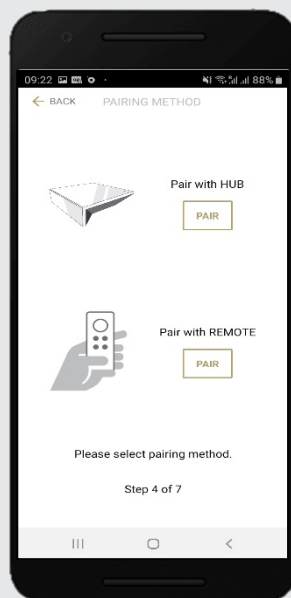 09:22 88%
BACK PAIRING METHOD
Pair with HUB
PAIR
Pair with REMOTE
PAIR
Please select pairing method.
Step 4 of 7